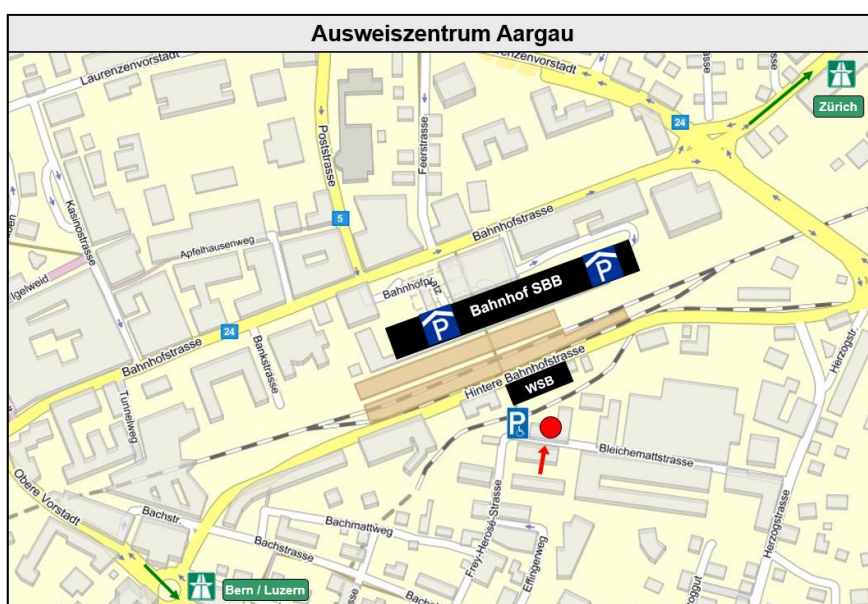 Ausweiszentrum Aargau
Laurenzenvorstadt
Laurenzenvorstadt
24
Zürich
Poststrasse
Feerstrasse
Kasinostrasse
5
Bahnhofstrasse
Apfelhausenweg
Igelweid
Bahnhofplatz
P
Bahnhof SBB
P
24
Bahnhofstrasse
Bankstrasse
Hintere Bahnhofstrasse
WSB
Herzogstr.
Tunnelweg
P
Bleichemattstrasse
Obere Vorstadt
Bachstr.
Bachmattweg
Bachstrasse
Frey-Herosé-Strasse
Effingerweg
Herzogstrasse
Bern / Luzern